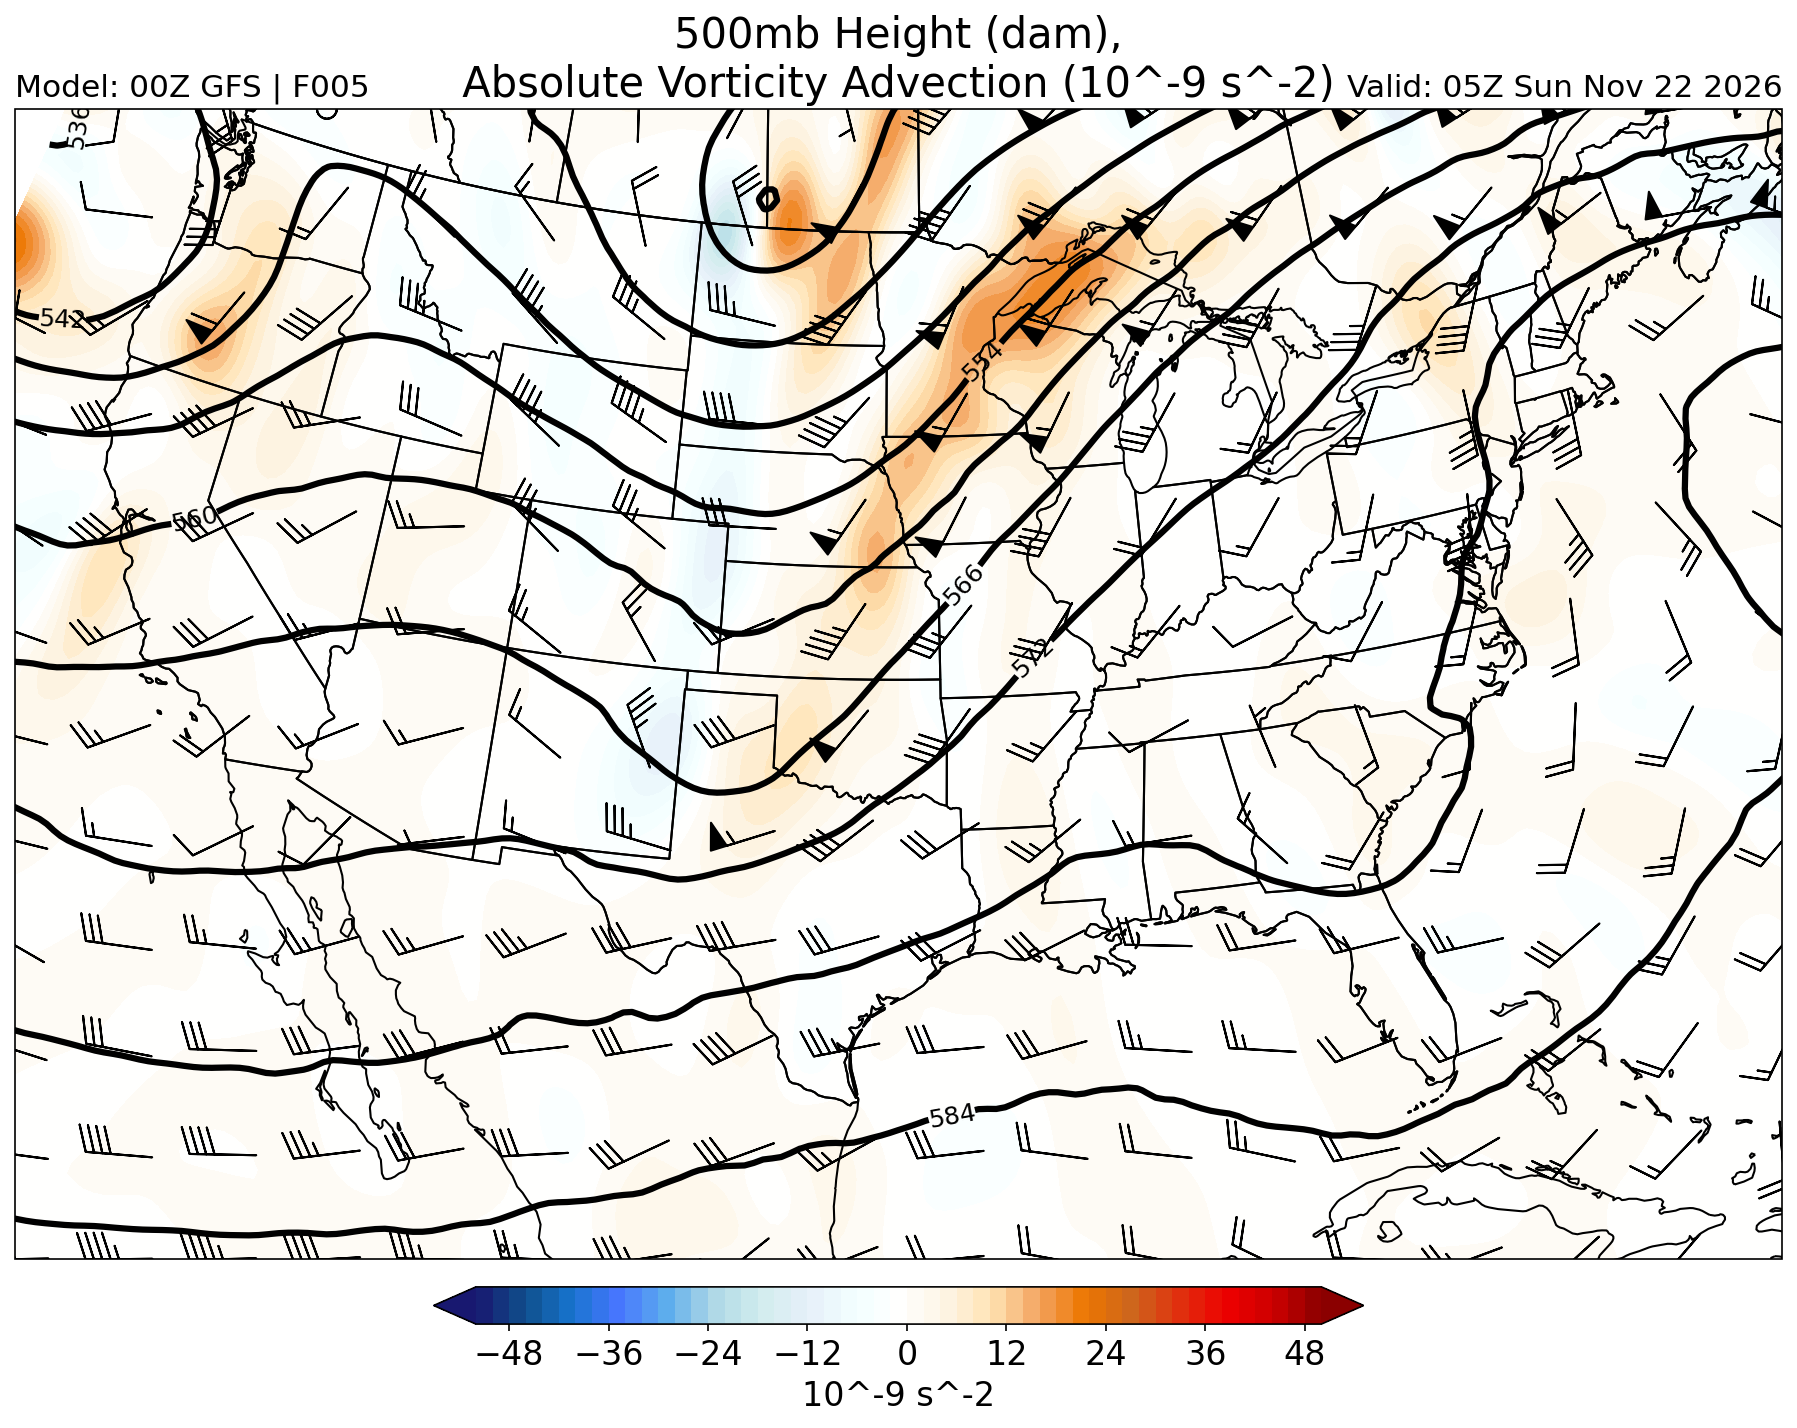 500mb Height (dam),
Model: 00Z GFS | F005
Absolute Vorticity Advection (10^-9 s^-2)
Valid: 05Z Sun Nov 22 2026
536
542
554
560
566
572
584
−48 −36 −24 −12 0 12 24 36 48
10^-9 s^-2